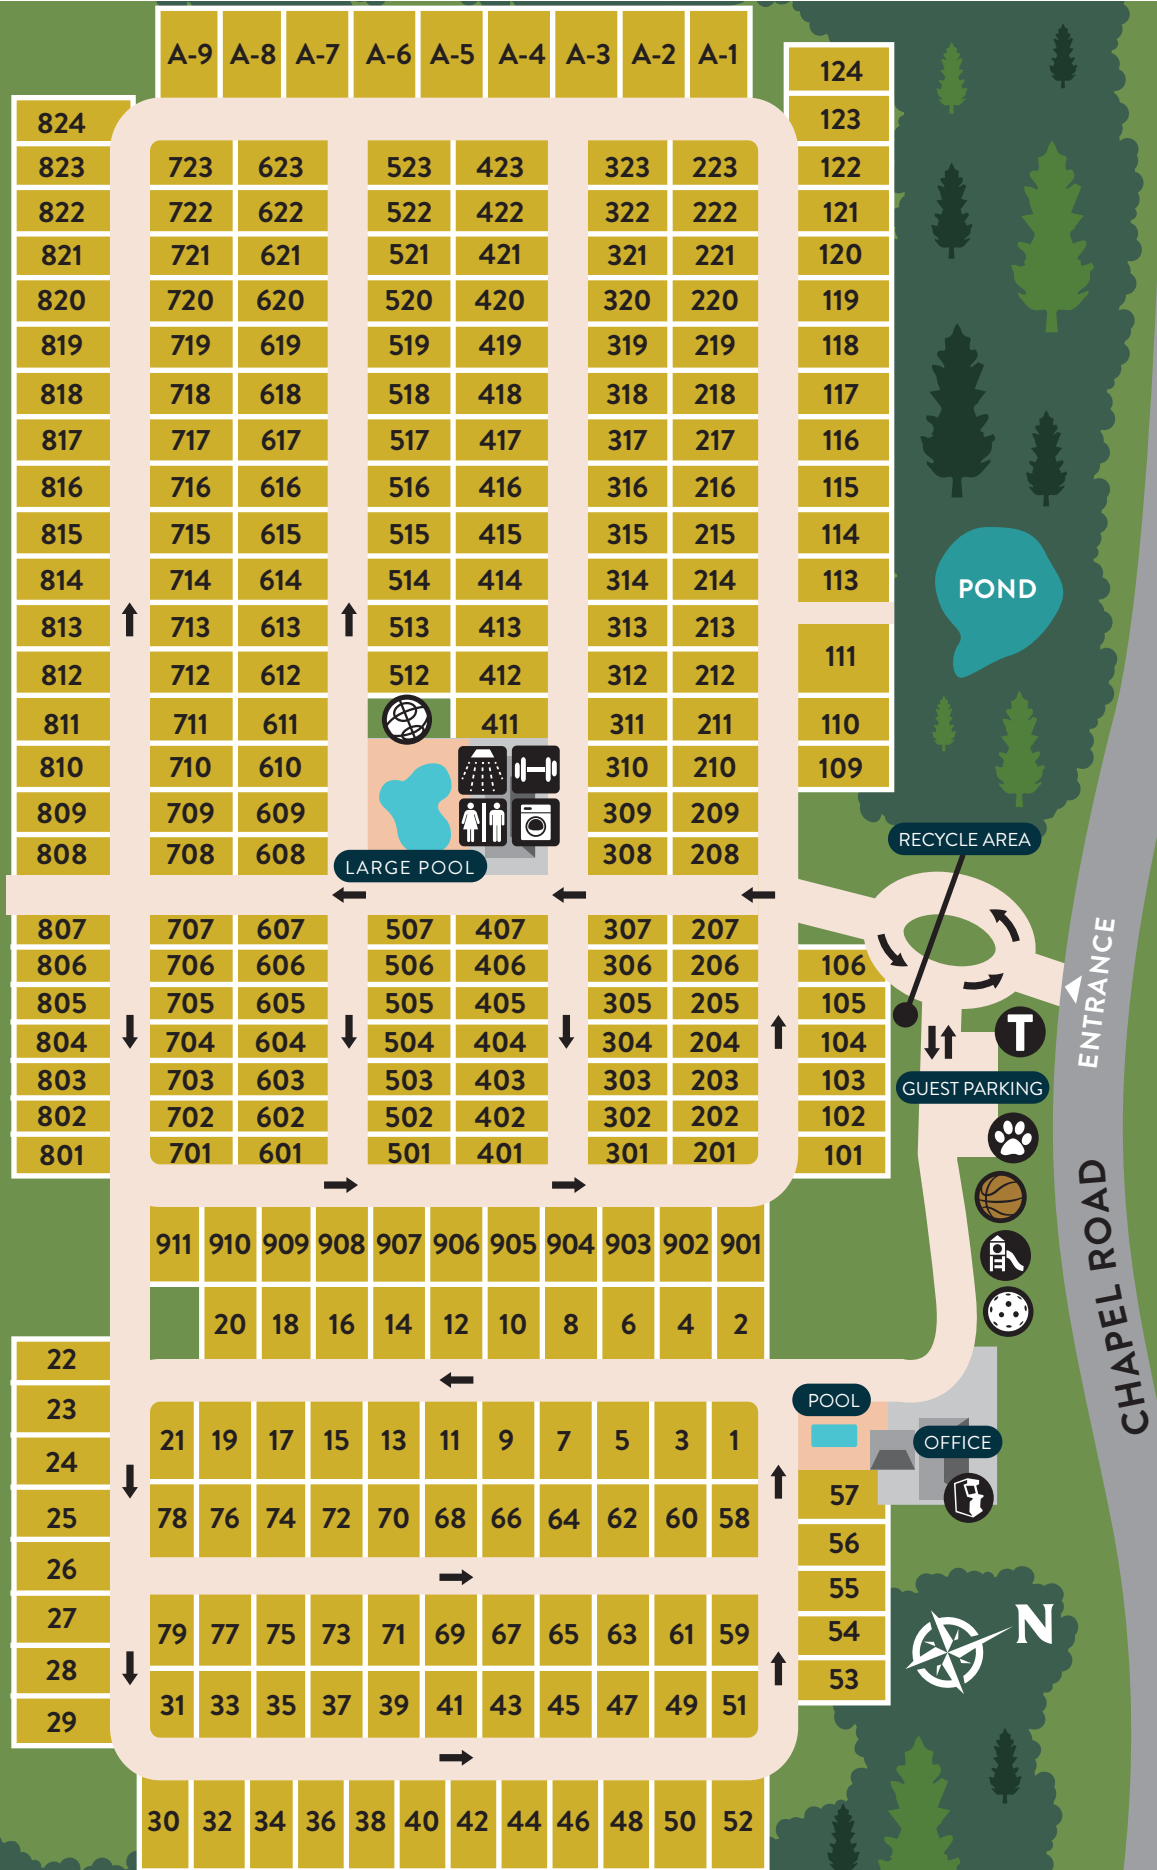 A-9 A-8 A-7 A-6 A-5 A-4 A-3 A-2 A-1
124
824 123
823 723 623 523 423 323 223 122
822 722 622 522 422 322 222 121
821 721 621 521 421 321 221 120
820 720 620 520 420 320 220 119
819 719 619 519 419 319 219 118
818 718 618 518 418 318 218 117
817 717 617 517 417 317 217 116
816 716 616 516 416 316 216 115
815 715 615 515 415 315 215 114
814 714 614 514 414 314 214 113
POND
813 713 613 513 413 313 213
111
812 712 612 512 412 312 212
811 711 611 411 311 211 110
810 710 610 310 210 109
809 709 609 309 209
RECYCLE AREA
808 708 608 308 208
LARGE POOL
807 707 607 507 407 307 207
806 706 606 506 406 306 206 106
805 705 605 505 405 305 205 105
ENTRANCE
T
804 704 604 504 404 304 204 104
803 703 603 503 403 303 203 103
GUEST PARKING
802 702 602 502 402 302 202 102
801 701 601 501 401 301 201 101
CHAPEL ROAD
911 910 909 908 907 906 905 904 903 902 901
20 18 16 14 12 10 8 6 4 2
22
23
POOL
21 19 17 15 13 11 9 7 5 3 1
OFFICE
24
57
25
78 76 74 72 70 68 66 64 62 60 58
56
26
55
27
N
79 77 75 73 71 69 67 65 63 61 59
54
28
53
31 33 35 37 39 41 43 45 47 49 51
29
30 32 34 36 38 40 42 44 46 48 50 52